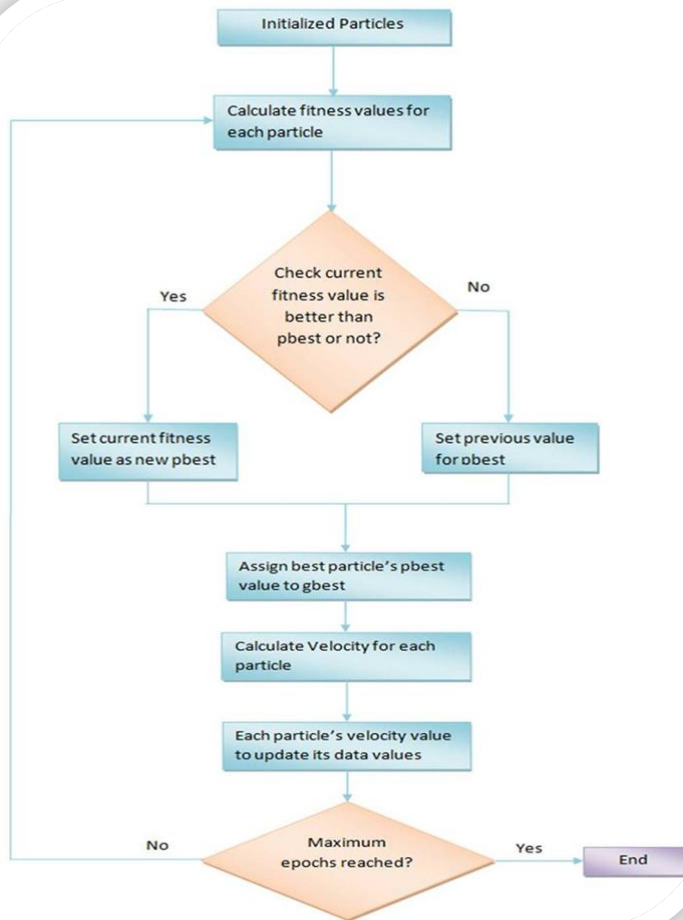 Initialized Particles
Calculate fitness values for
each particle
Check current
fitness value is
better than
pbest or not?
Yes
No
Set current fitness
value as new pbest
Set previous value
for pbest
Assign best particle's pbest
value to gbest
Calculate Velocity for each
particle
Each particle's velocity value
to update its data values
Maximum
epochs reached?
No
Yes
End